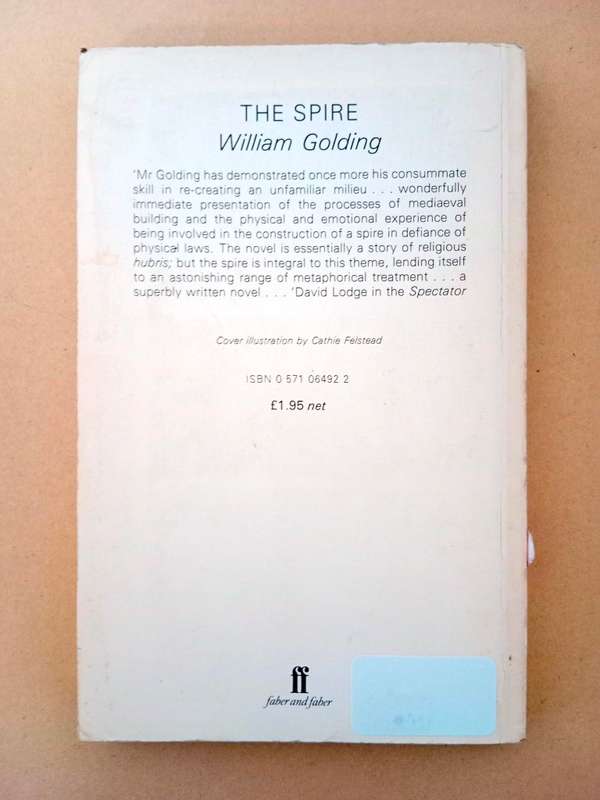 THE SPIRE
William Golding
'Mr Golding has demonstrated once more his consummate
skill in re-creating an unfamiliar milieu . . . wonderfully
immediate presentation of the processes of mediaeval
building and the physical and emotional experience of
being involved in the construction of a spire in defiance of
physical laws. The novel is essentially a story of religious
hubris; but the spire is integral to this theme, lending itself
to an astonishing range of metaphorical treatment . . . a
superbly written novel . . . 'David Lodge in the Spectator
Cover illustration by Cathie Felstead
ISBN 0 571 06492 2
£1.95 net
ff
faber and faber